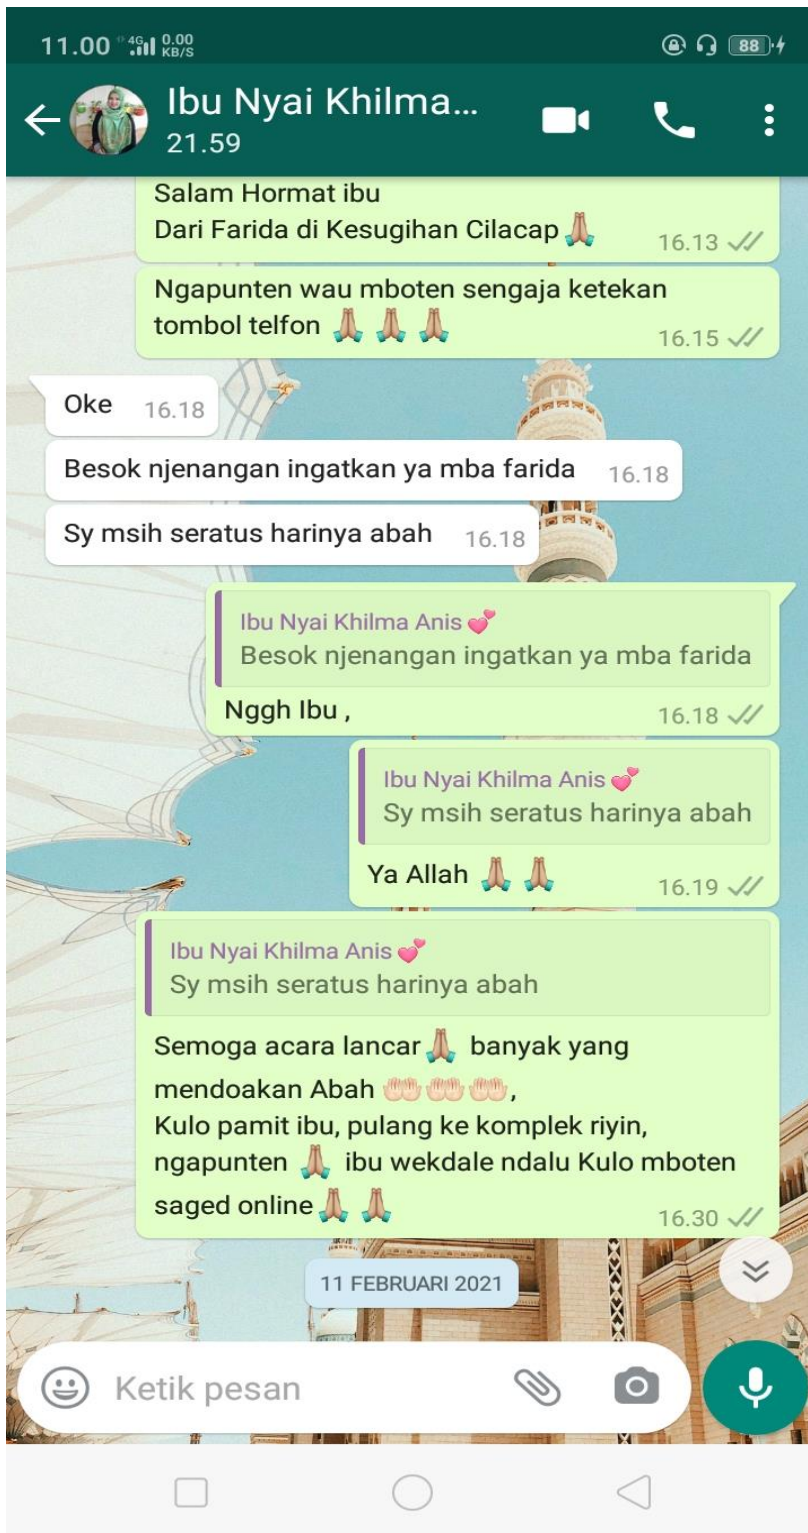 11.00 4G 0.00 KB/S 88
Ibu Nyai Khilma...
21.59
Salam Hormat ibu
Dari Farida di Kesugihan Cilacap🙏🏼 16.13
Ngapunten wau mboten sengaja ketekan
tombol telfon 🙏🏼 🙏🏼 🙏🏼 16.15
Oke 16.18
Besok njenangan ingatkan ya mba farida 16.18
Sy msih seratus harinya abah 16.18
Ibu Nyai Khilma Anis 💕
Besok njenangan ingatkan ya mba farida
Nggh Ibu , 16.18
Ibu Nyai Khilma Anis 💕
Sy msih seratus harinya abah
Ya Allah 🙏🏼 🙏🏼 16.19
Ibu Nyai Khilma Anis 💕
Sy msih seratus harinya abah
Semoga acara lancar🙏🏼 banyak yang
mendoakan Abah 🤲🏻🤲🏻🤲🏻,
Kulo pamit ibu, pulang ke komplek riyin,
ngapunten 🙏🏼 ibu wekdale ndalu Kulo mboten
saged online🙏🏼 🙏🏼 16.30
11 FEBRUARI 2021
Ketik pesan